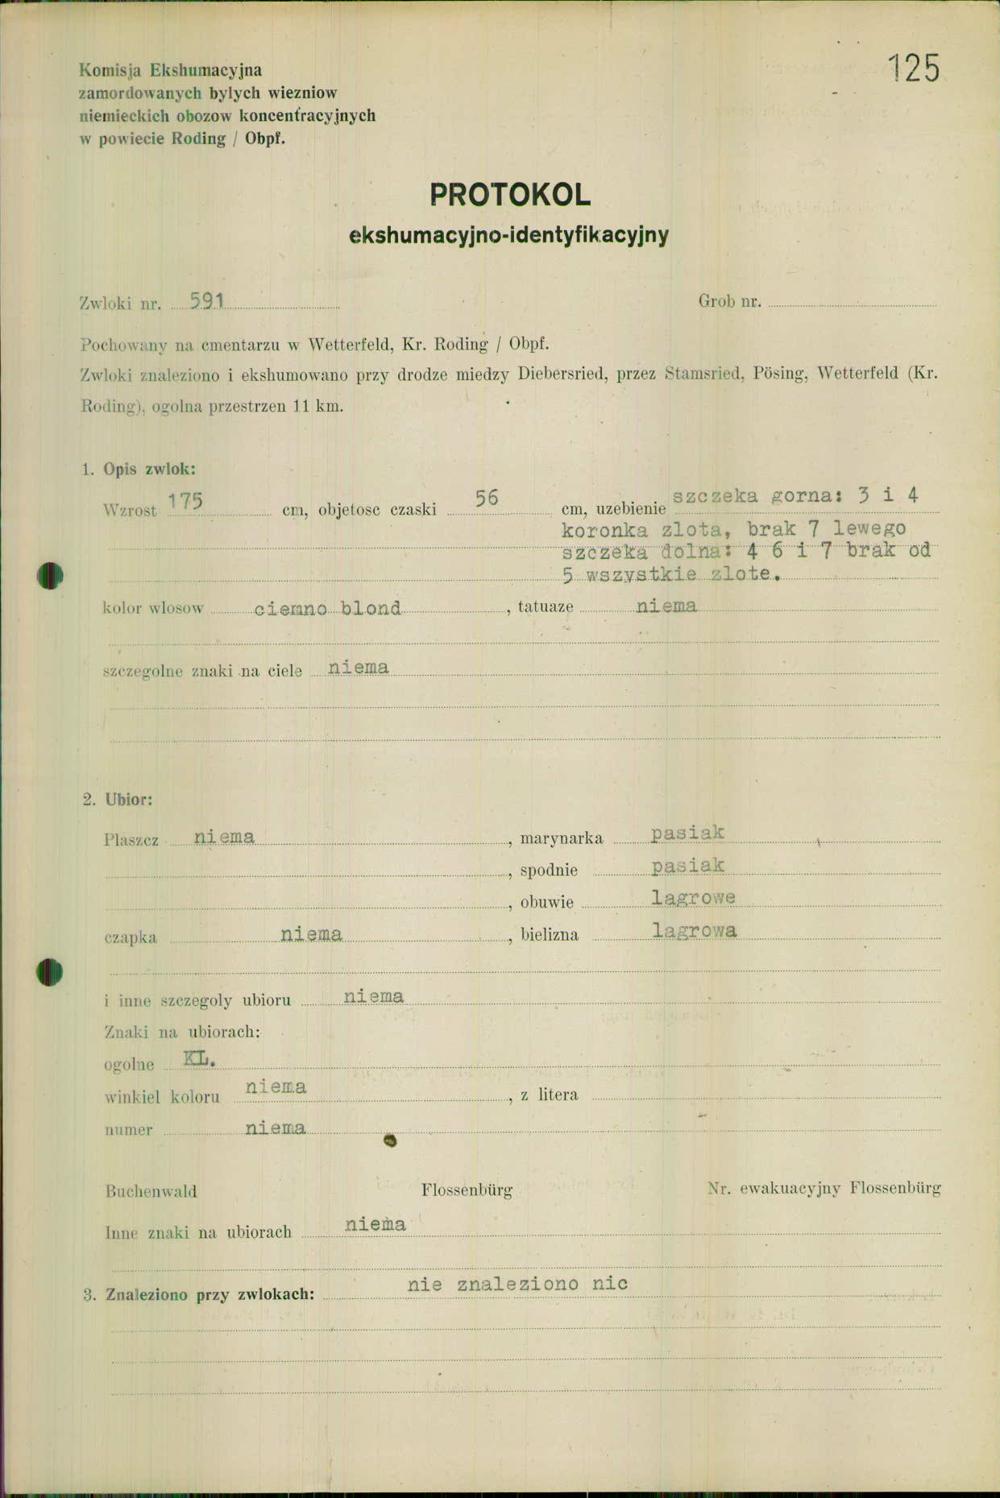 125
Komisja Ekshumacyjna
zamordowanych bylych wiezniow
niemieckich obozow koncentracyjnych
w powiecie Roding / Obpf.
PROTOKOL
ekshumacyjno-identyfikacyjny
Zwloki nr. 591 Grob nr.
Pochowany na cmentarzu w Wetterfeld, Kr. Roding / Obpf.
Zwloki znaleziono i ekshumowano przy drodze miedzy Diebersried, przez Stamsried, Pösing, Wetterfeld (Kr.
Roding), ogolna przestrzen 11 km.
1. Opis zwlok:
Wzrost 175 cm, objetosc czaski 56 cm, uzebienie szczeka gorna: 3 i 4
koronka zlota, brak 7 lewego
szczeka dolna: 4 6 i 7 brak od
5 wszystkie zlote.
kolor wlosow ciemno blond , tatuaze niema
szczegolne znaki na ciele niema
2. Ubior:
Plaszcz niema , marynarka pasiak
, spodnie pasiak
, obuwie lagrowe
czapka niema , bielizna lagrowa
i inne szczegoly ubioru niema
Znaki na ubiorach:
ogolne KL.
winkiel koloru niema , z litera
numer niema
Buchenwald Flossenbürg Nr. ewakuacyjny Flossenbürg
Inne znaki na ubiorach niema
3. Znaleziono przy zwlokach: nie znaleziono nic